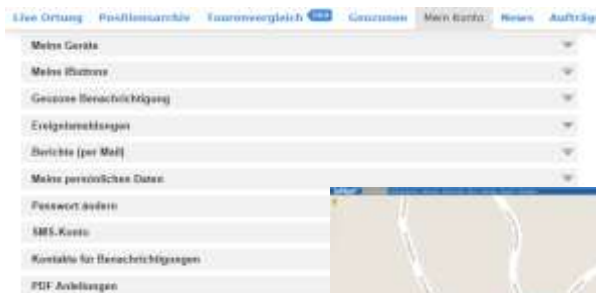 Live Ortung Positionsarchiv Tourenvergleich Geozonen Mein Konto News Aufträg
Meine Geräte
Meine iButtons
Geozone Benachrichtigung
Ereignismeldungen
Berichte (per Mail)
Meine persönlichen Daten
Passwort ändern
SMS-Konto
Kontakte für Benachrichtigungen
PDF Anleitungen